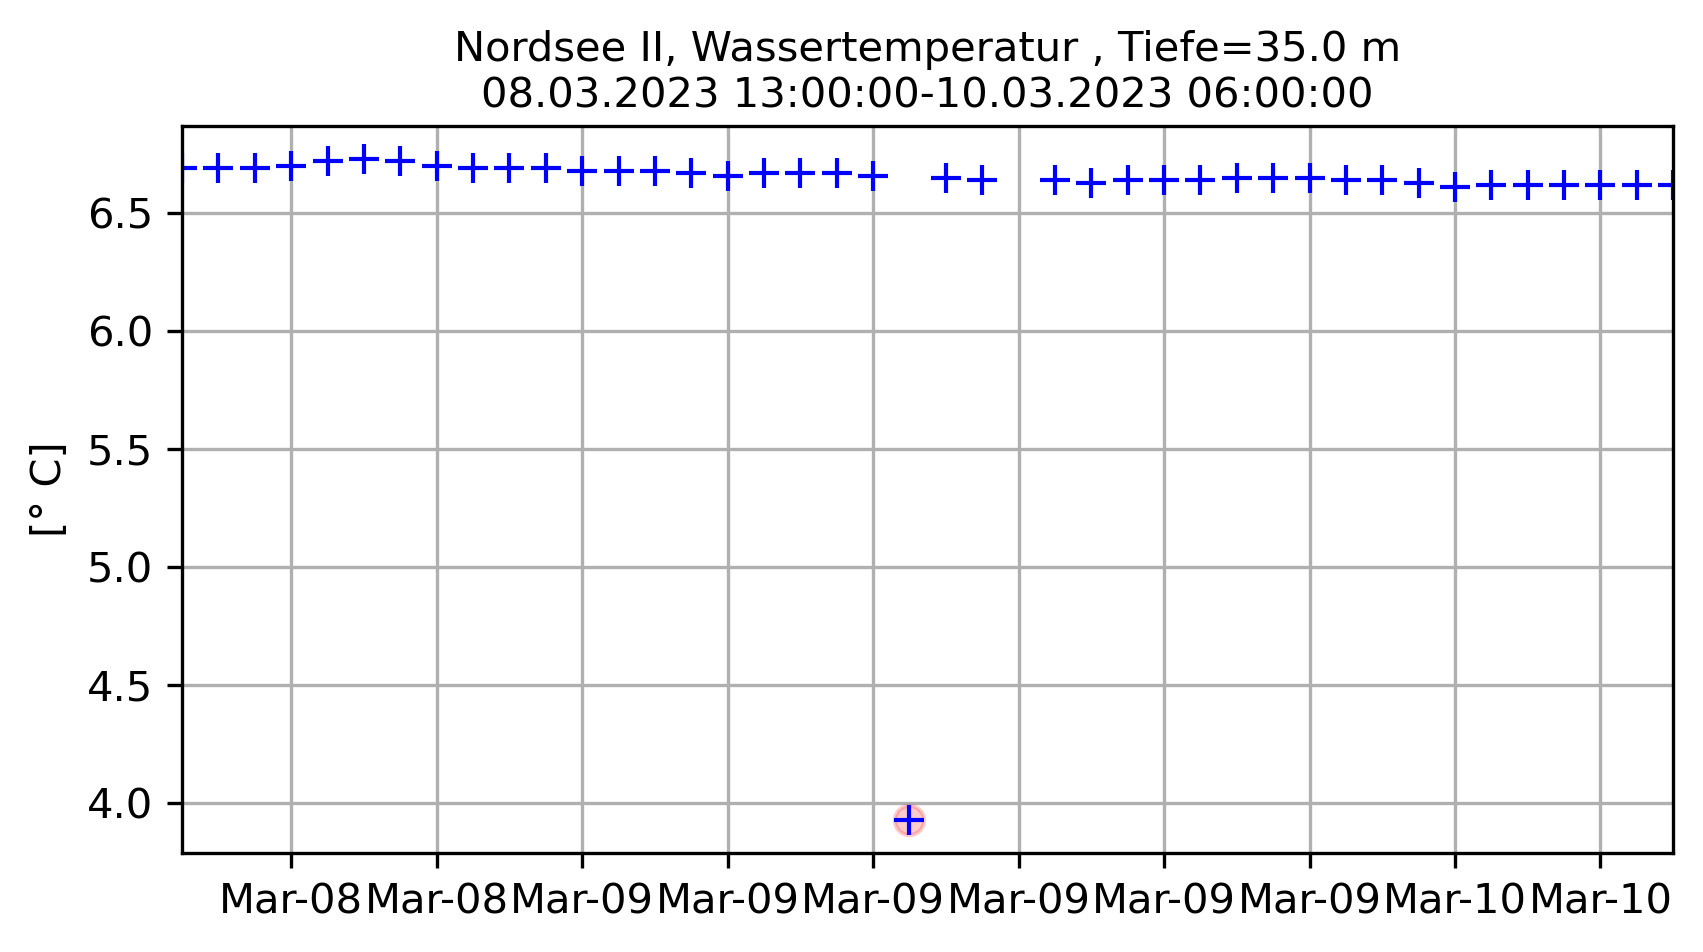 Nordsee II, Wassertemperatur , Tiefe=35.0 m
08.03.2023 13:00:00-10.03.2023 06:00:00
6.5
6.0
5.5
[° C]
5.0
4.5
4.0
Mar-08 Mar-08 Mar-09 Mar-09 Mar-09 Mar-09 Mar-09 Mar-09 Mar-10 Mar-10